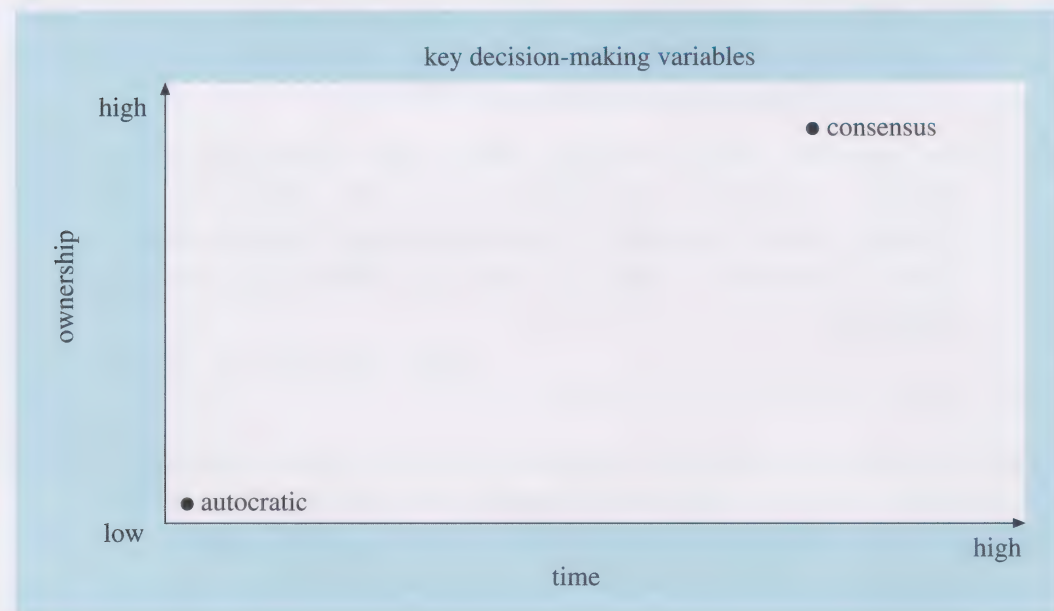 key decision-making variables
high
consensus
ownership
autocratic
low
high
time